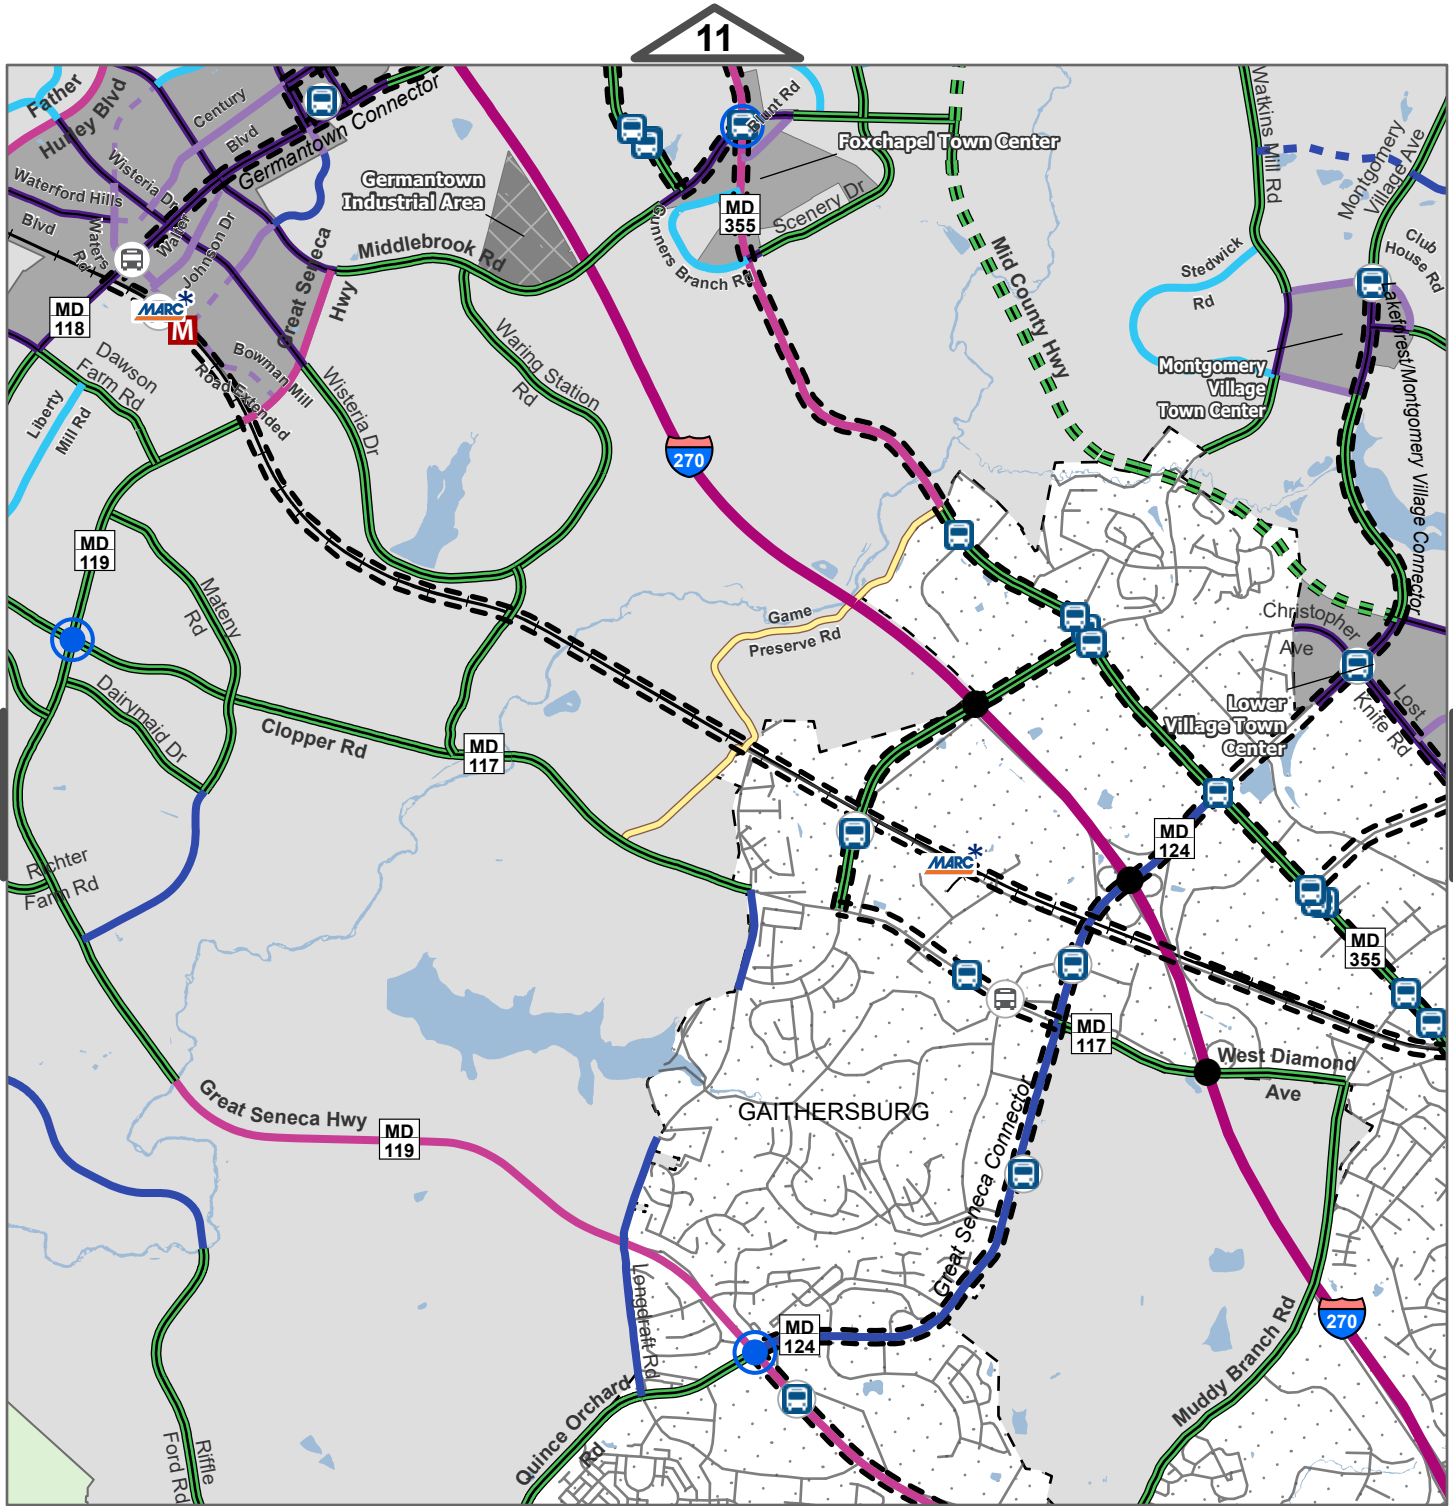 11
Father
Hurley Blvd
Century
Blvd
Germantown Connector
Wisteria Dr
Waterford Hills
Blvd
Waters
Rd
Walter
Johnson Dr
Great Seneca
Hwy
MARC*
M
MD
118
Dawson
Farm Rd
Liberty
Mill Rd
Bowman Mill
Road Extended
Wisteria Dr
Germantown
Industrial Area
Middlebrook Rd
Waring Station
Rd
Blunt Rd
Foxchapel Town Center
MD
355
Scenery Dr
Gunners Branch Rd
Mid County Hwy
Watkins Mill Rd
Montgomery
Village Ave
Club
House Rd
Stedwick
Rd
Montgomery
Village
Town Center
Lakeforest/Montgomery Village Connector
270
MD
119
Mateny
Rd
Dairymaid Dr
Clopper Rd
MD
117
Game
Preserve Rd
Christopher
Ave
Lower
Village Town
Center
Lost
Knife Rd
MD
124
MARC*
MD
355
Richter
Farm Rd
MD
117
West Diamond
Ave
Great Seneca Hwy
MD
119
GAITHERSBURG
Great Seneca Connector
Longdraft Rd
MD
124
Quince Orchard
Rd
Muddy Branch Rd
270
Riffle
Ford Rd